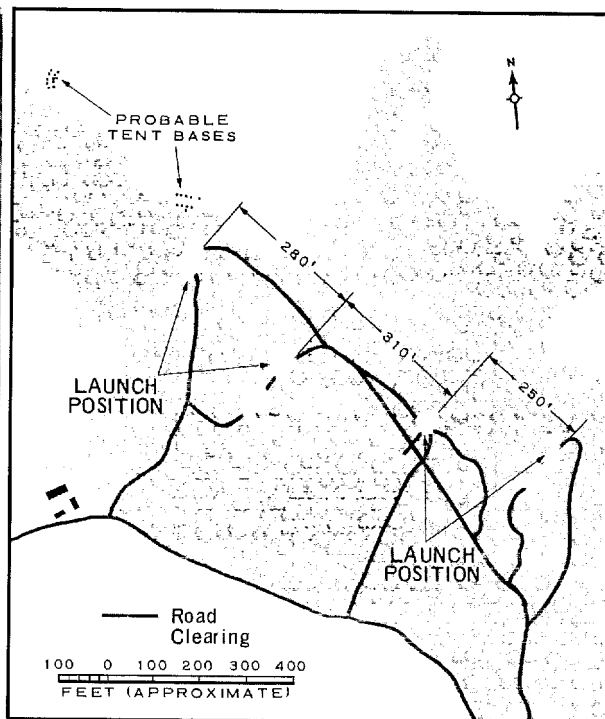 N
PROBABLE
TENT BASES
280'
310'
250'
LAUNCH
POSITION
LAUNCH
POSITION
Road
Clearing
100 0 100 200 300 400
FEET (APPROXIMATE)